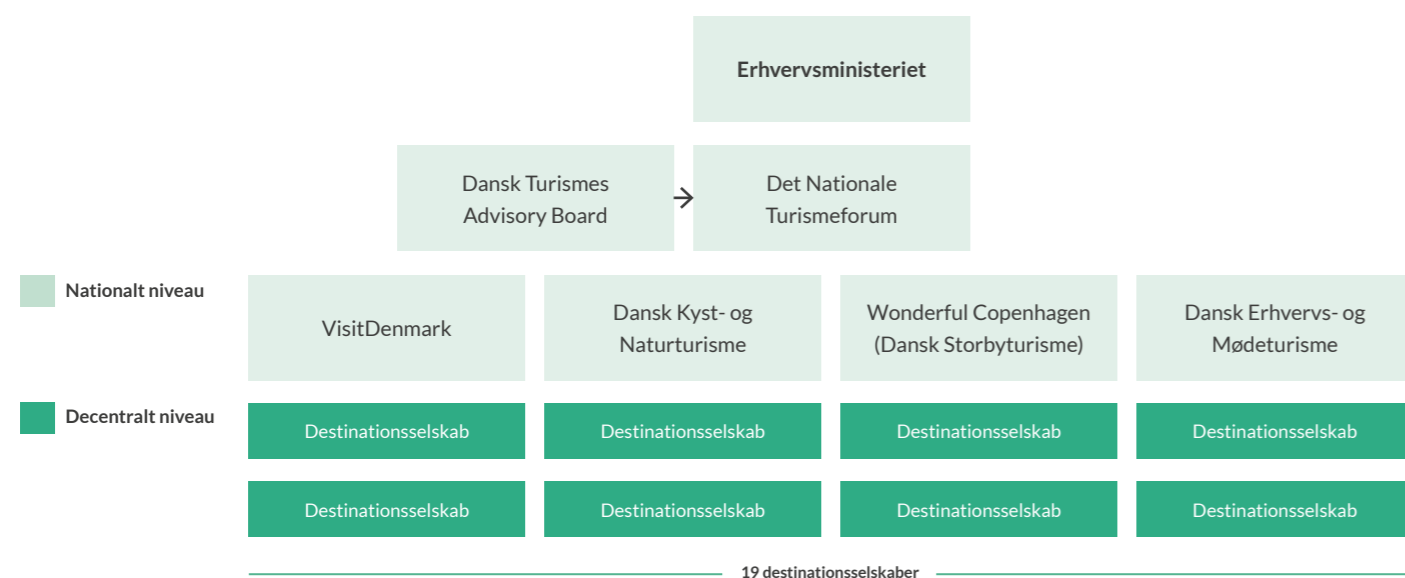 Erhvervsministeriet
Dansk Turismes
Advisory Board
Det Nationale
Turismeforum
Nationalt niveau
VisitDenmark
Dansk Kyst- og
Naturturisme
Wonderful Copenhagen
(Dansk Storbyturisme)
Dansk Erhvervs- og
Mødeturisme
Decentralt niveau
Destinationsselskab
Destinationsselskab
Destinationsselskab
Destinationsselskab
Destinationsselskab
Destinationsselskab
Destinationsselskab
Destinationsselskab
19 destinationsselskaber